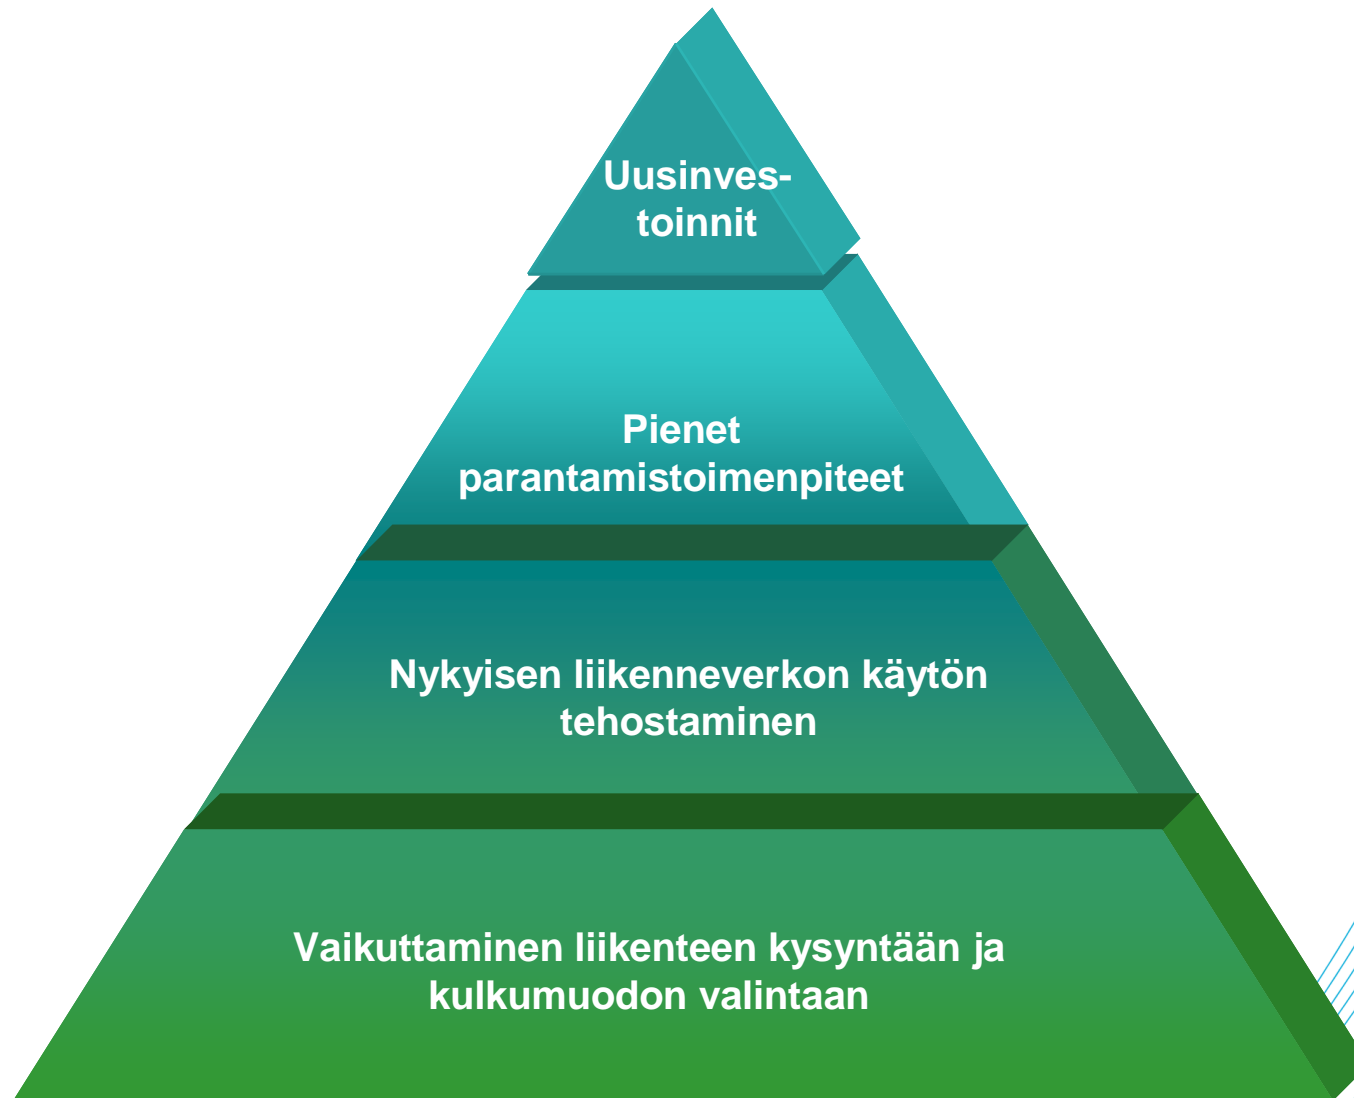 Uusinves-
toinnit
Pienet
parantamistoimenpiteet
Nykyisen liikenneverkon käytön
tehostaminen
Vaikuttaminen liikenteen kysyntään ja
kulkumuodon valintaan